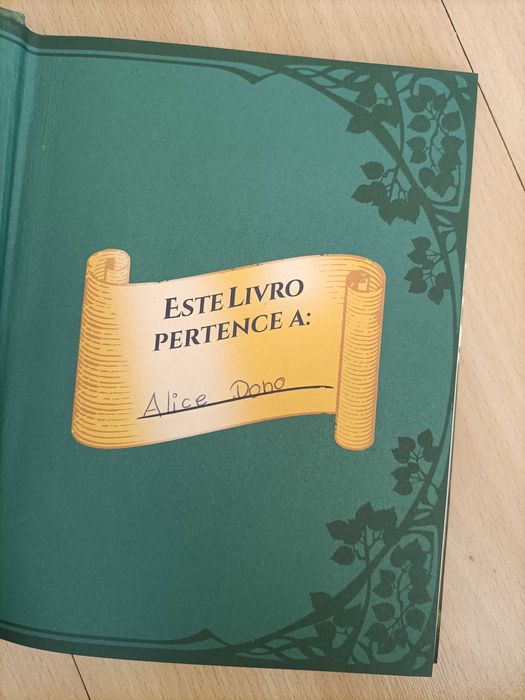 ESTE LIVRO
PERTENCE A:
Alice Dono